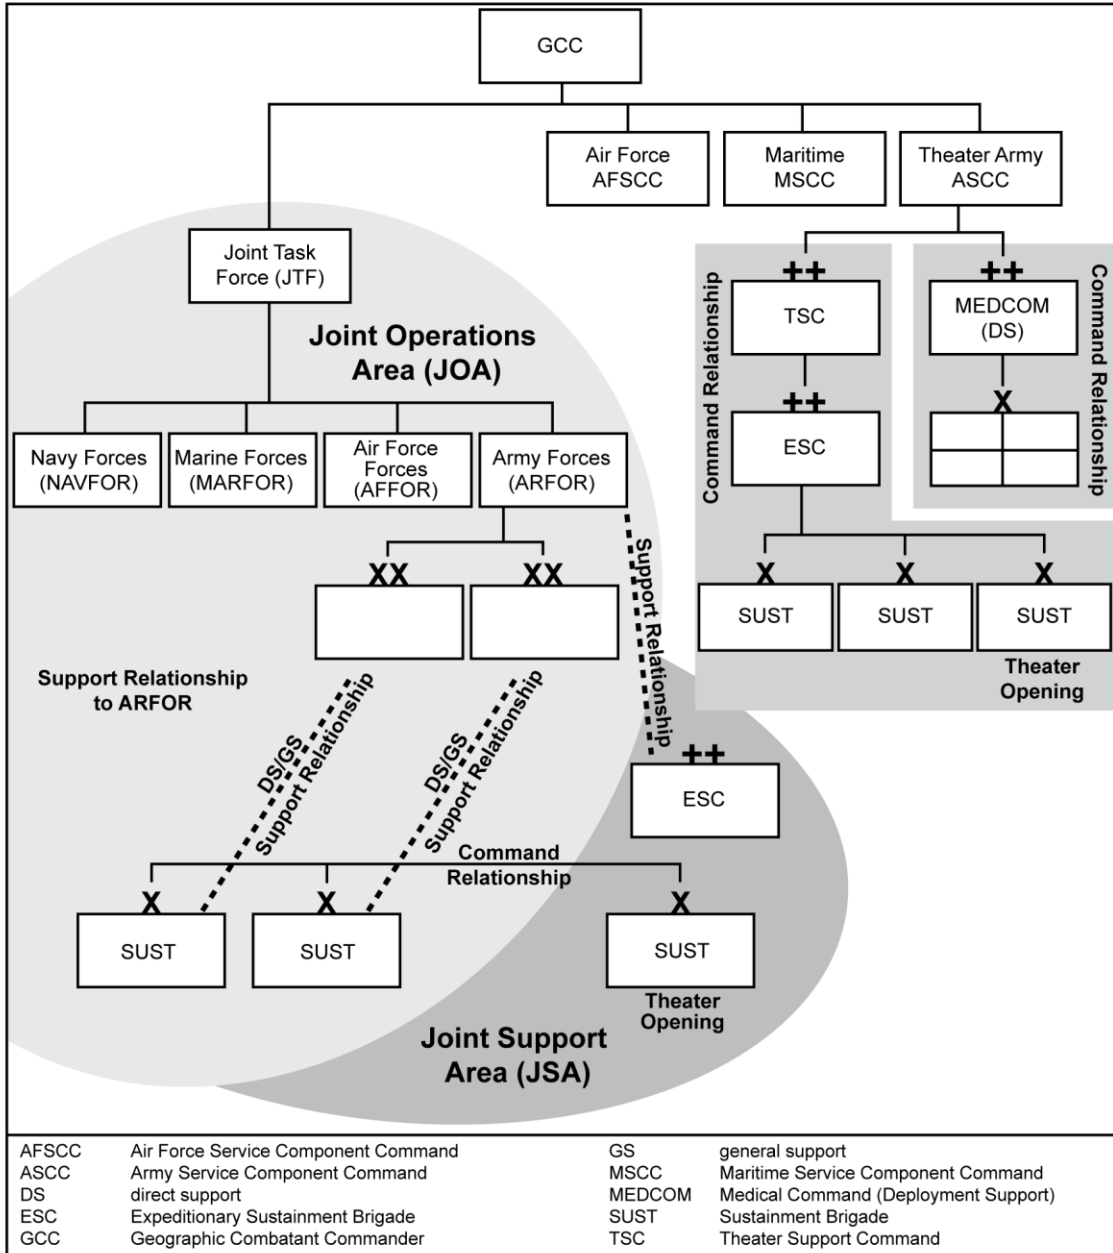 GCC
Air Force
AFSCC
Maritime
MSCC
Theater Army
ASCC
Joint Task
Force (JTF)
++
TSC
++
MEDCOM
(DS)
Command Relationship
Command Relationship
Joint Operations
Area (JOA)
++
ESC
X
Navy Forces
(NAVFOR)
Marine Forces
(MARFOR)
Air Force
Forces
(AFFOR)
Army Forces
(ARFOR)
XX
XX
Support Relationship
X
SUST
X
SUST
X
SUST
Theater
Opening
Support Relationship
to ARFOR
DS/GS
Support Relationship
DS/GS
Support Relationship
++
ESC
Command
Relationship
X
SUST
X
SUST
X
SUST
Theater
Opening
Joint Support
Area (JSA)
AFSCC Air Force Service Component Command
ASCC Army Service Component Command
DS direct support
ESC Expeditionary Sustainment Brigade
GCC Geographic Combatant Commander
GS general support
MSCC Maritime Service Component Command
MEDCOM Medical Command (Deployment Support)
SUST Sustainment Brigade
TSC Theater Support Command